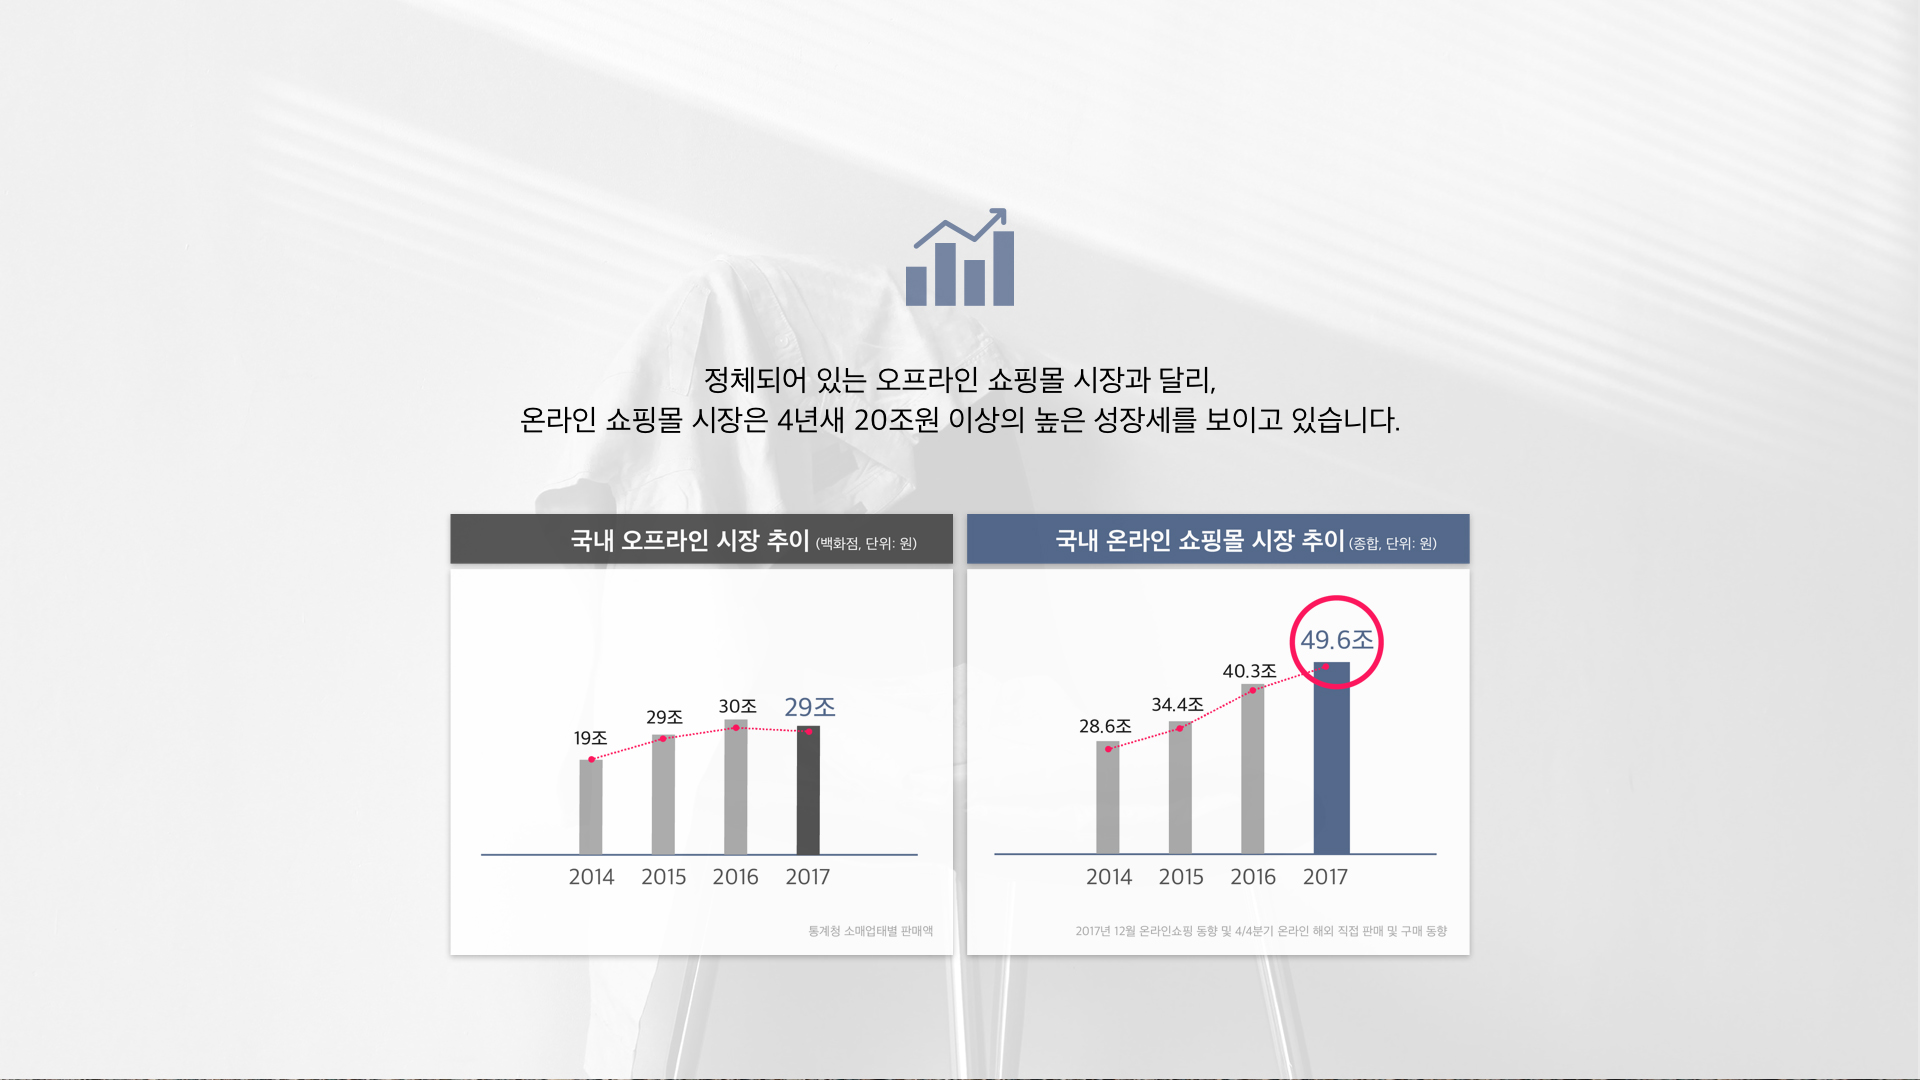 정체되어 있는 오프라인 쇼핑몰 시장과 달리,
온라인 쇼핑몰 시장은 4년새 20조원 이상의 높은 성장세를 보이고 있습니다.
국내 오프라인 시장 추이 (백화점, 단위: 원)
19조
29조
30조
29조
2014 2015 2016 2017
통계청 소매업태별 판매액
국내 온라인 쇼핑몰 시장 추이 (종합, 단위: 원)
28.6조
34.4조
40.3조
49.6조
2014 2015 2016 2017
2017년 12월 온라인쇼핑 동향 및 4/4분기 온라인 해외 직접 판매 및 구매 동향